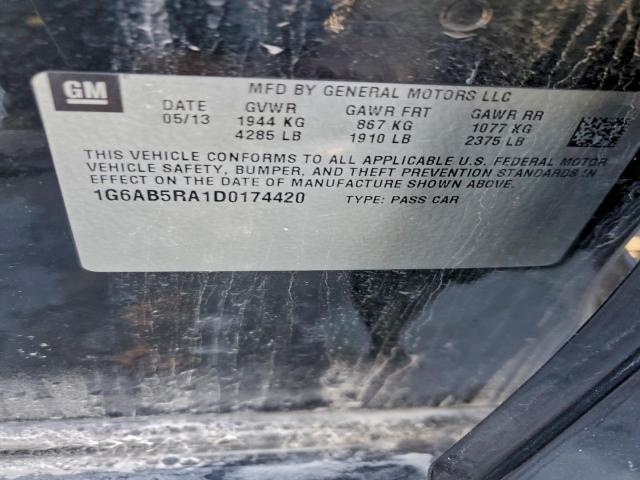 GM
MFD BY GENERAL MOTORS LLC
DATE GVWR GAWR FRT GAWR RR
05/13 1944 KG 867 KG 1077 KG
4285 LB 1910 LB 2375 LB
THIS VEHICLE CONFORMS TO ALL APPLICABLE U.S. FEDERAL MOTOR
VEHICLE SAFETY, BUMPER, AND THEFT PREVENTION STANDARDS IN
EFFECT ON THE DATE OF MANUFACTURE SHOWN ABOVE.
1G6AB5RA1D0174420 TYPE: PASS CAR